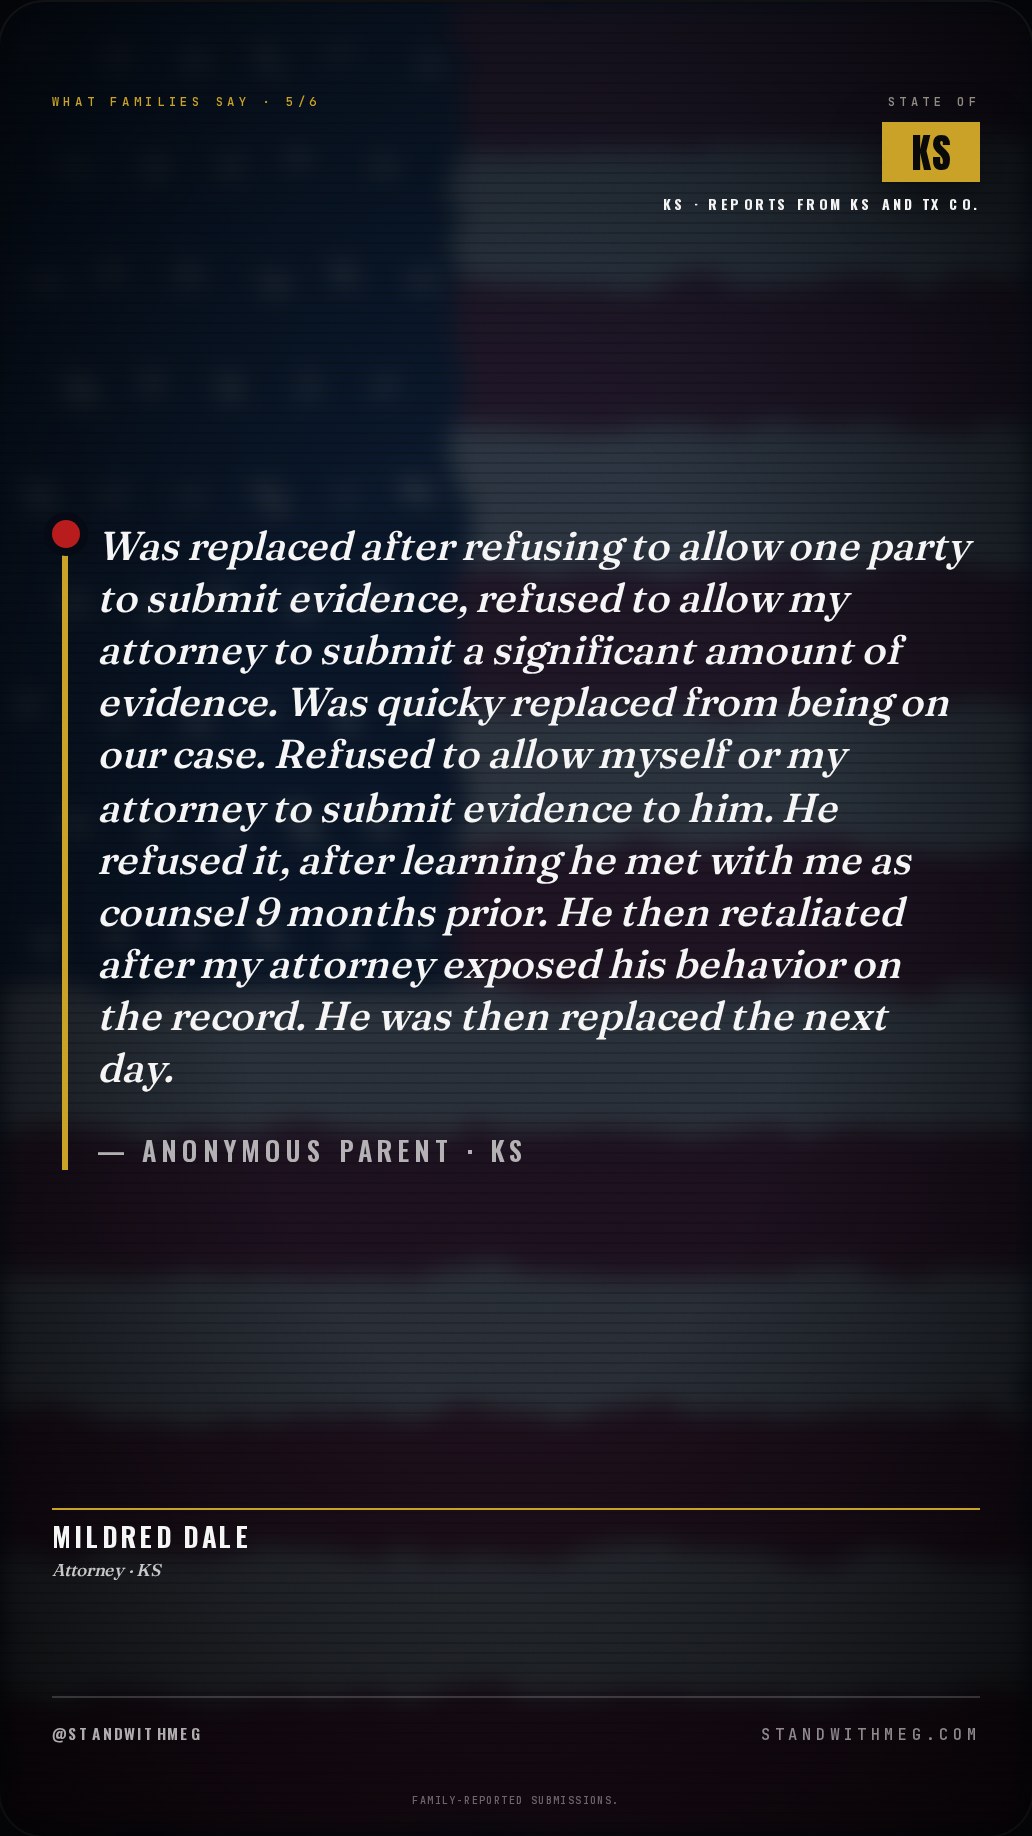 WHAT FAMILIES SAY · 5/6
STATE OF
KS
KS · REPORTS FROM KS AND TX CO.
Was replaced after refusing to allow one party
to submit evidence, refused to allow my
attorney to submit a significant amount of
evidence. Was quicky replaced from being on
our case. Refused to allow myself or my
attorney to submit evidence to him. He
refused it, after learning he met with me as
counsel 9 months prior. He then retaliated
after my attorney exposed his behavior on
the record. He was then replaced the next
day.
— ANONYMOUS PARENT · KS
MILDRED DALE
Attorney · KS
@STANDWITHMEG
STANDWITHMEG.COM
FAMILY-REPORTED SUBMISSIONS.